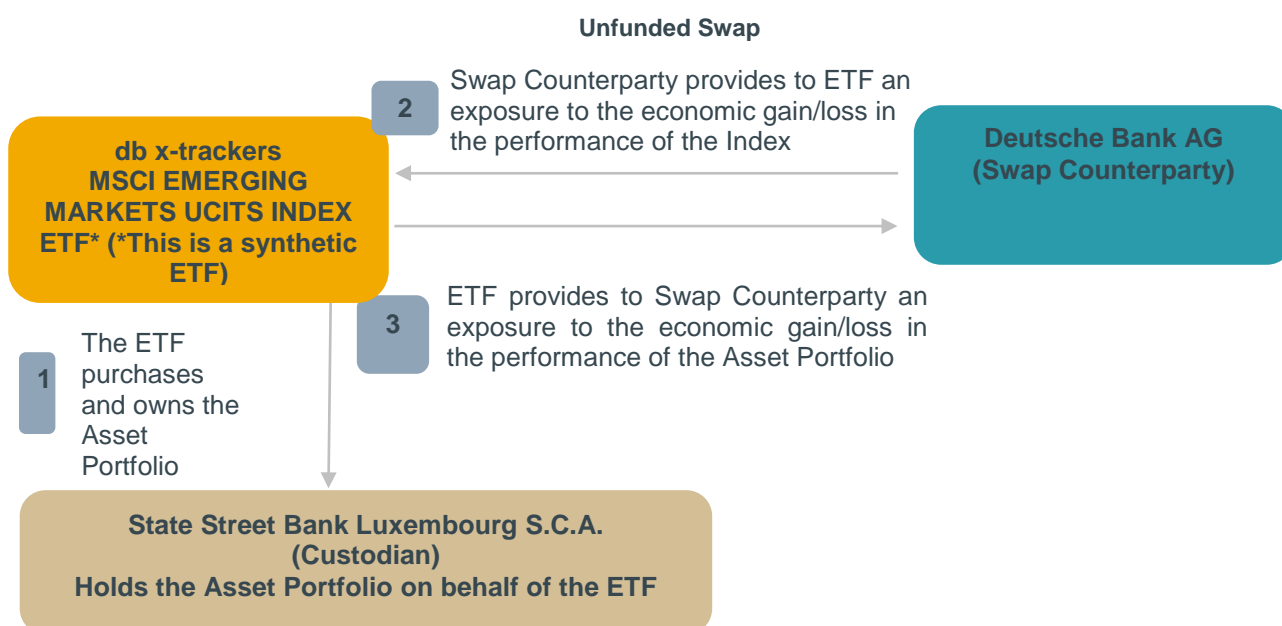 Unfunded Swap
2
Swap Counterparty provides to ETF an
exposure to the economic gain/loss in
the performance of the Index
db x-trackers
MSCI EMERGING
MARKETS UCITS INDEX
ETF* (*This is a synthetic
ETF)
Deutsche Bank AG
(Swap Counterparty)
3
ETF provides to Swap Counterparty an
exposure to the economic gain/loss in
the performance of the Asset Portfolio
1
The ETF
purchases
and owns the
Asset
Portfolio
State Street Bank Luxembourg S.C.A.
(Custodian)
Holds the Asset Portfolio on behalf of the ETF